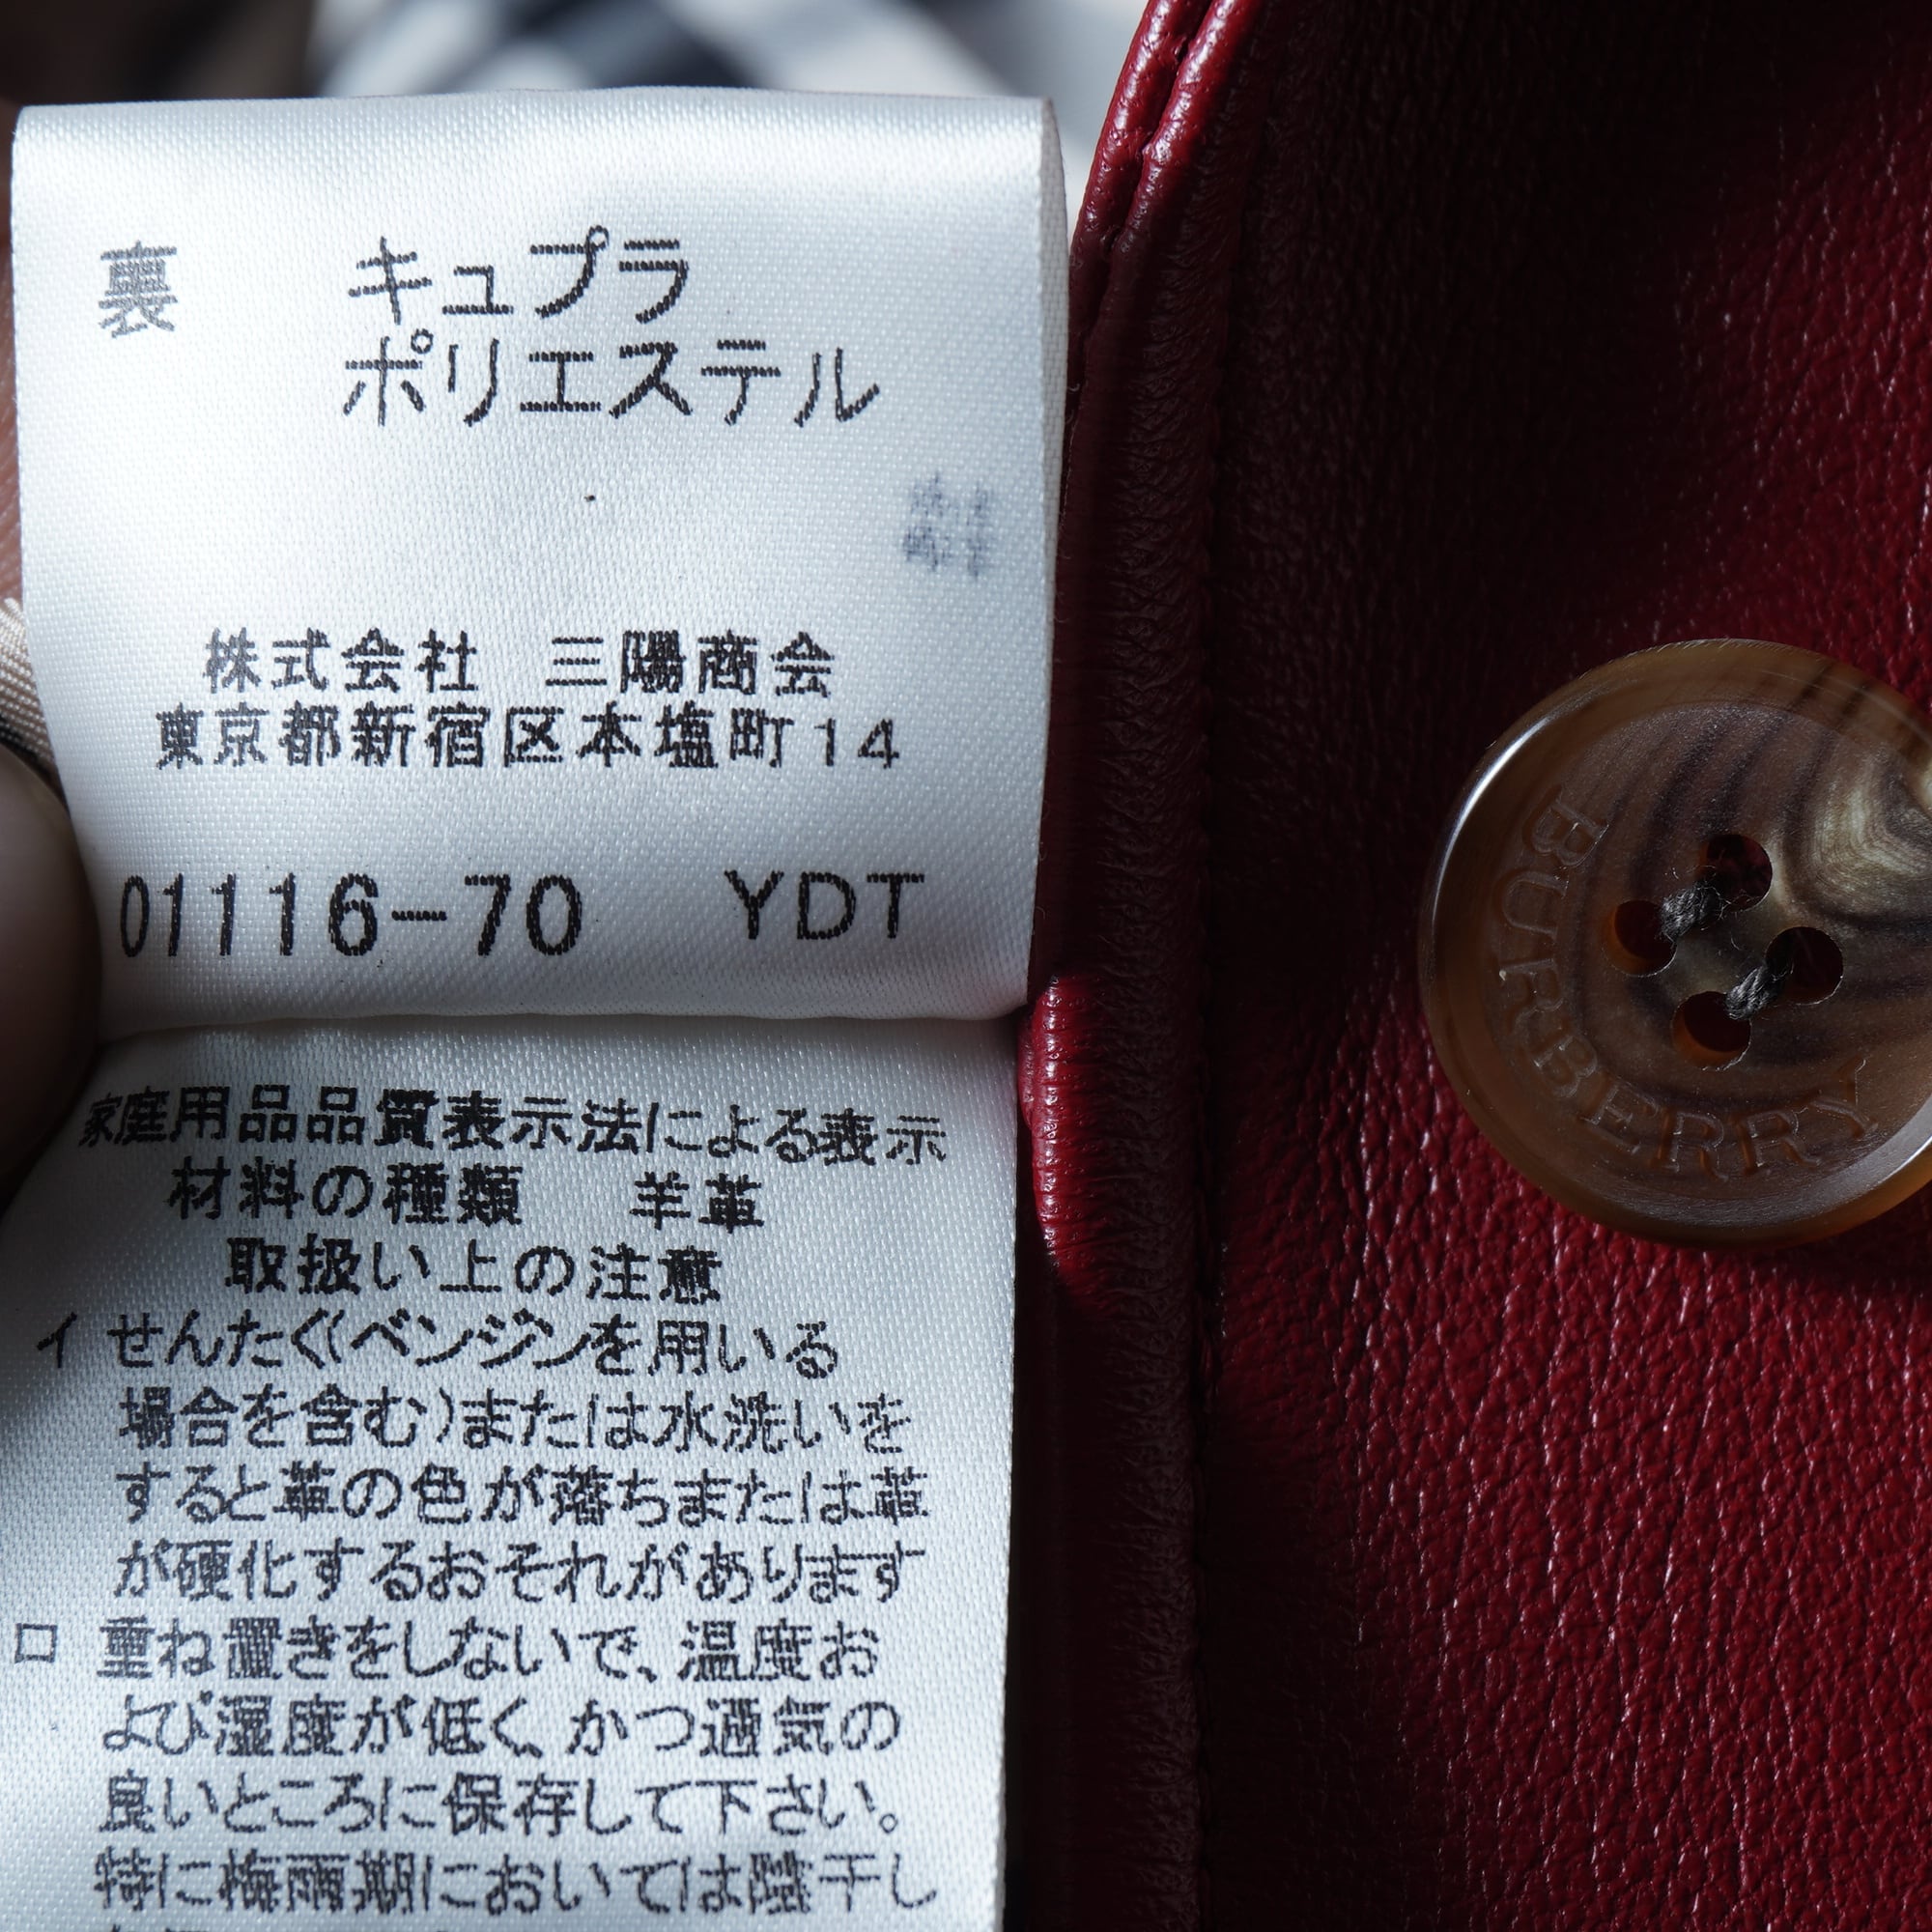 裏 キュプラ
ポリエステル
株式会社 三陽商会
東京都新宿区本塩町14
01116-70 YDT
家庭用品品質表示法による表示
材料の種類 羊革
取扱い上の注意
イ せんたく(ベンジンを用いる
場合を含む)または水洗いを
すると革の色が落ちまたは革
が硬化するおそれがあります
ロ 重ね置きをしないで、温度お
よび湿度が低く、かつ通気の
良いところに保存して下さい。
特に梅雨期においては陰干し
BURBERRY